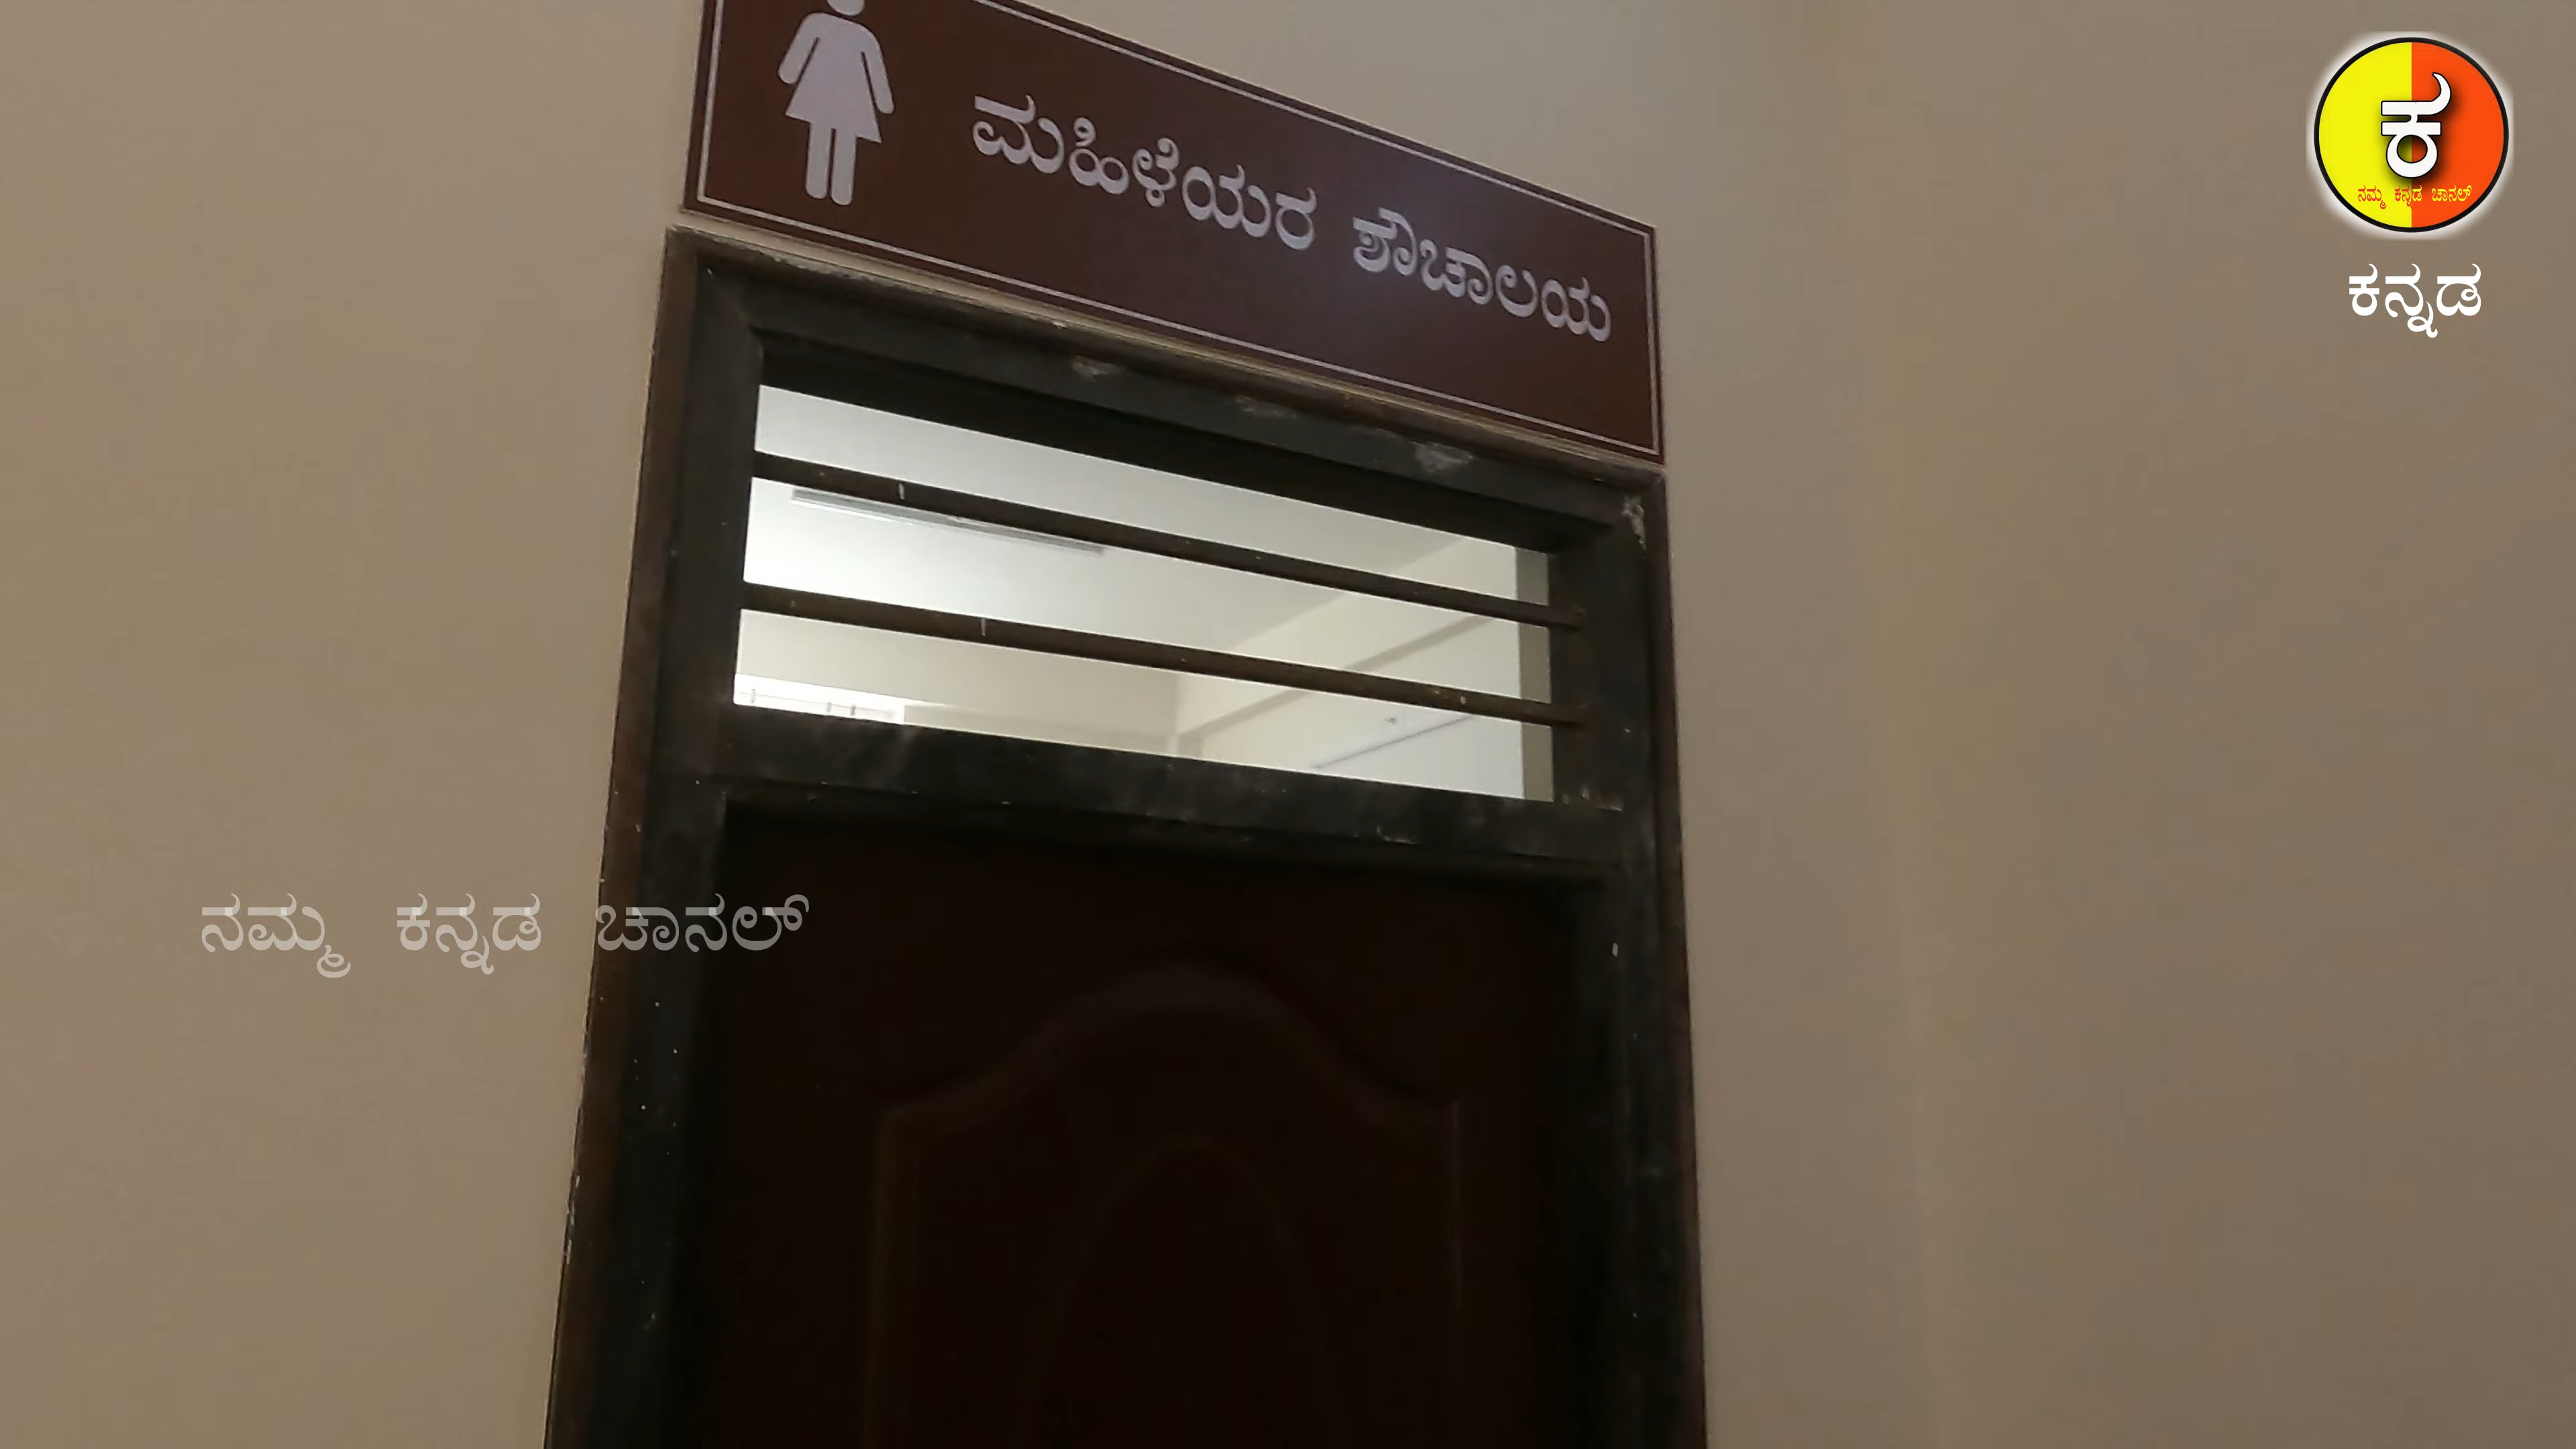 ಮಹಿಳೆಯರ ಶೌಚಾಲಯ
ಕ
ನಮ್ಮ ಕನ್ನಡ ಚಾನಲ್
ಕನ್ನಡ
ನಮ್ಮ ಕನ್ನಡ ಚಾನಲ್